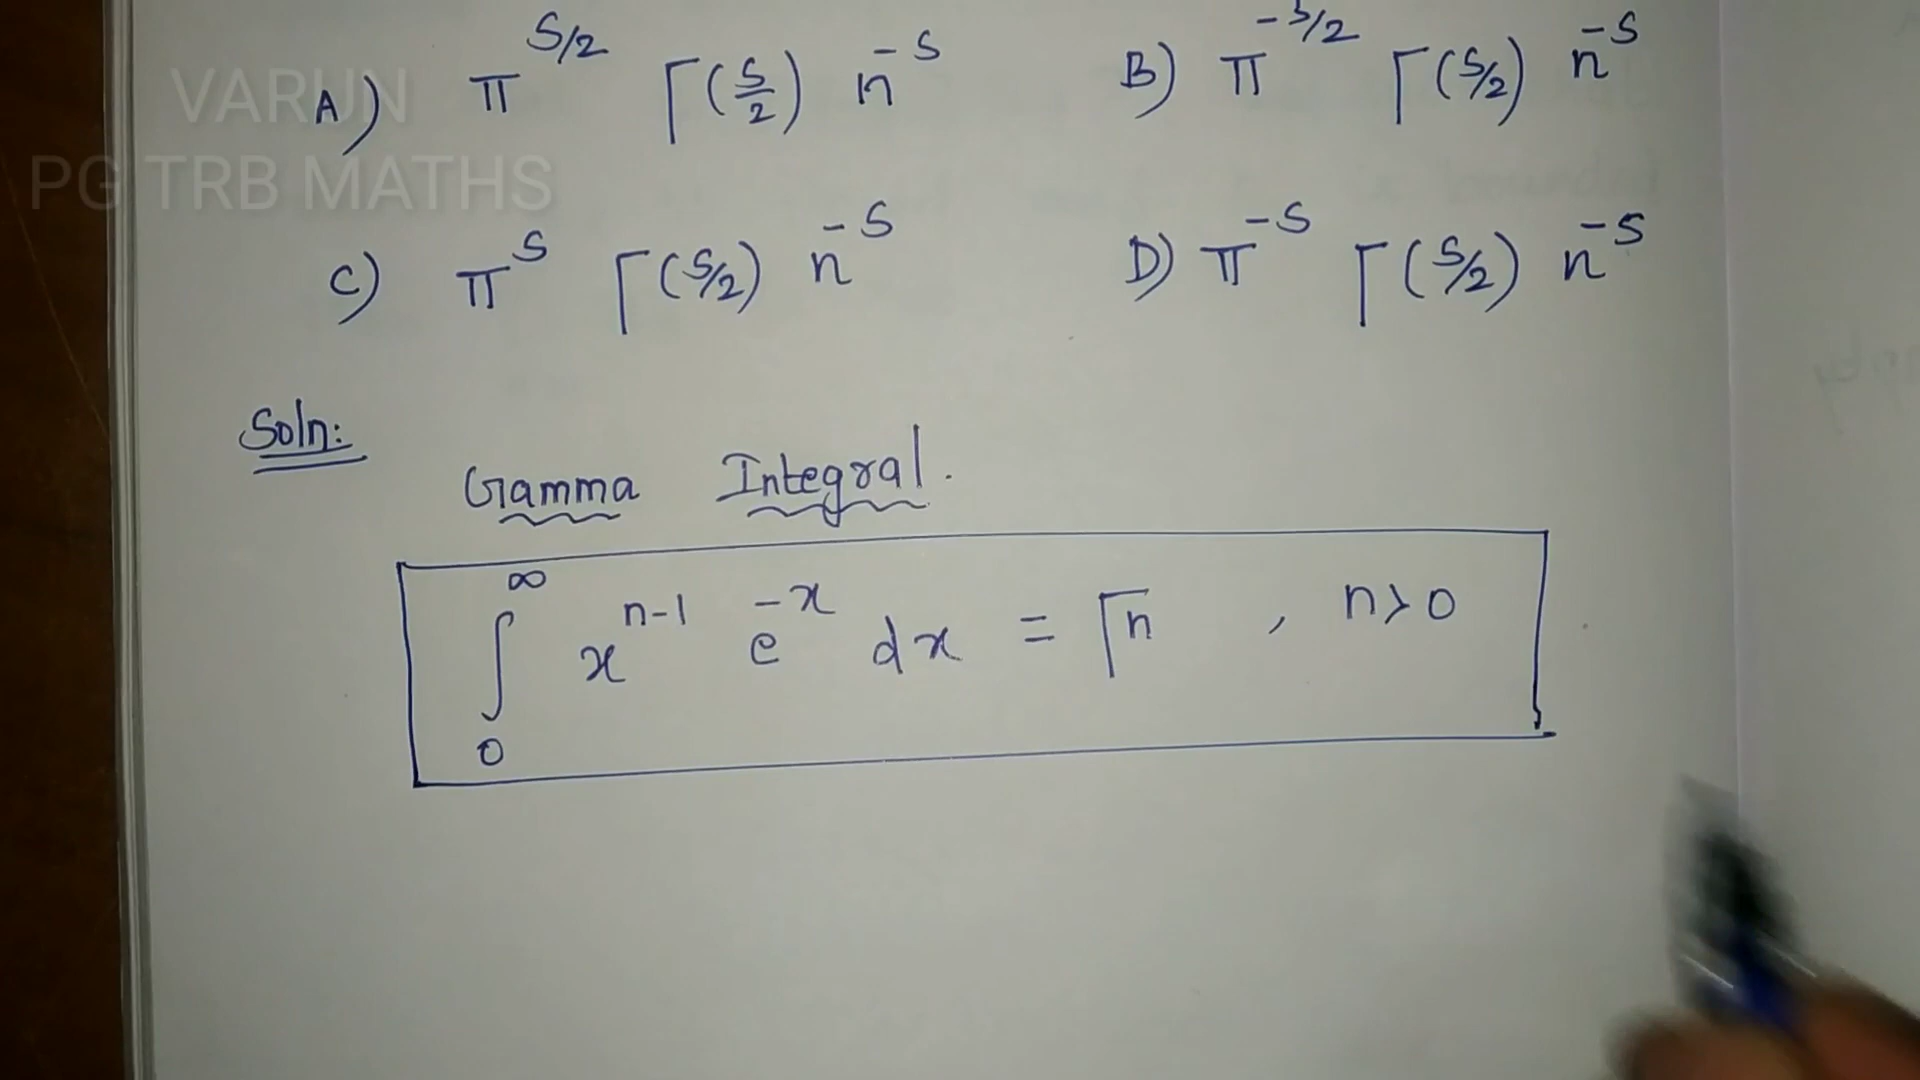 A) π^{S/2} Γ(S/2) n^{-S} B) π^{-S/2} Γ(S/2) n^{-S}
C) π^{S} Γ(S/2) n^{-S} D) π^{-S} Γ(S/2) n^{-S}
Soln:
Gamma Integral.
∫_0^∞ x^{n-1} e^{-x} dx = Γn , n>0
VARUN
PG TRB MATHS